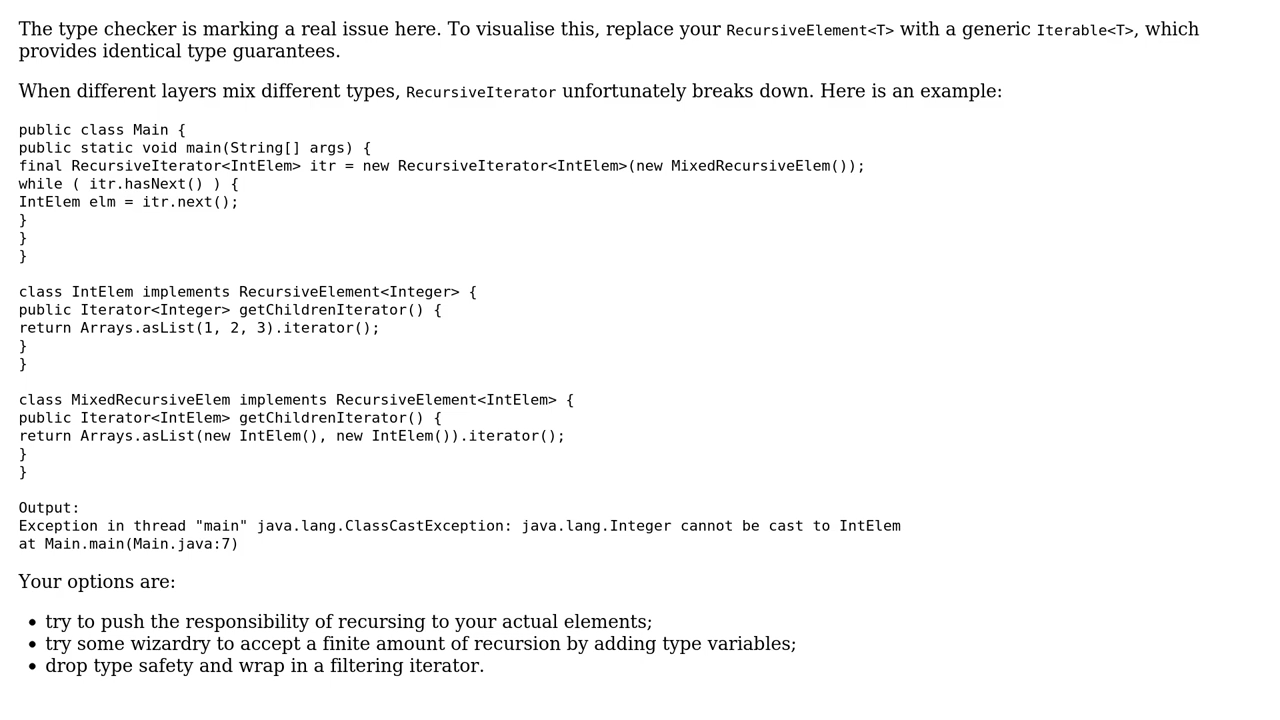 The type checker is marking a real issue here. To visualise this, replace your RecursiveElement<T> with a generic Iterable<T>, which
provides identical type guarantees.
When different layers mix different types, RecursiveIterator unfortunately breaks down. Here is an example:
public class Main {
public static void main(String[] args) {
final RecursiveIterator<IntElem> itr = new RecursiveIterator<IntElem>(new MixedRecursiveElem());
while ( itr.hasNext() ) {
IntElem elm = itr.next();
}
}
}
class IntElem implements RecursiveElement<Integer> {
public Iterator<Integer> getChildrenIterator() {
return Arrays.asList(1, 2, 3).iterator();
}
}
class MixedRecursiveElem implements RecursiveElement<IntElem> {
public Iterator<IntElem> getChildrenIterator() {
return Arrays.asList(new IntElem(), new IntElem()).iterator();
}
}
Output:
Exception in thread "main" java.lang.ClassCastException: java.lang.Integer cannot be cast to IntElem
at Main.main(Main.java:7)
Your options are:
• try to push the responsibility of recursing to your actual elements;
• try some wizardry to accept a finite amount of recursion by adding type variables;
• drop type safety and wrap in a filtering iterator.